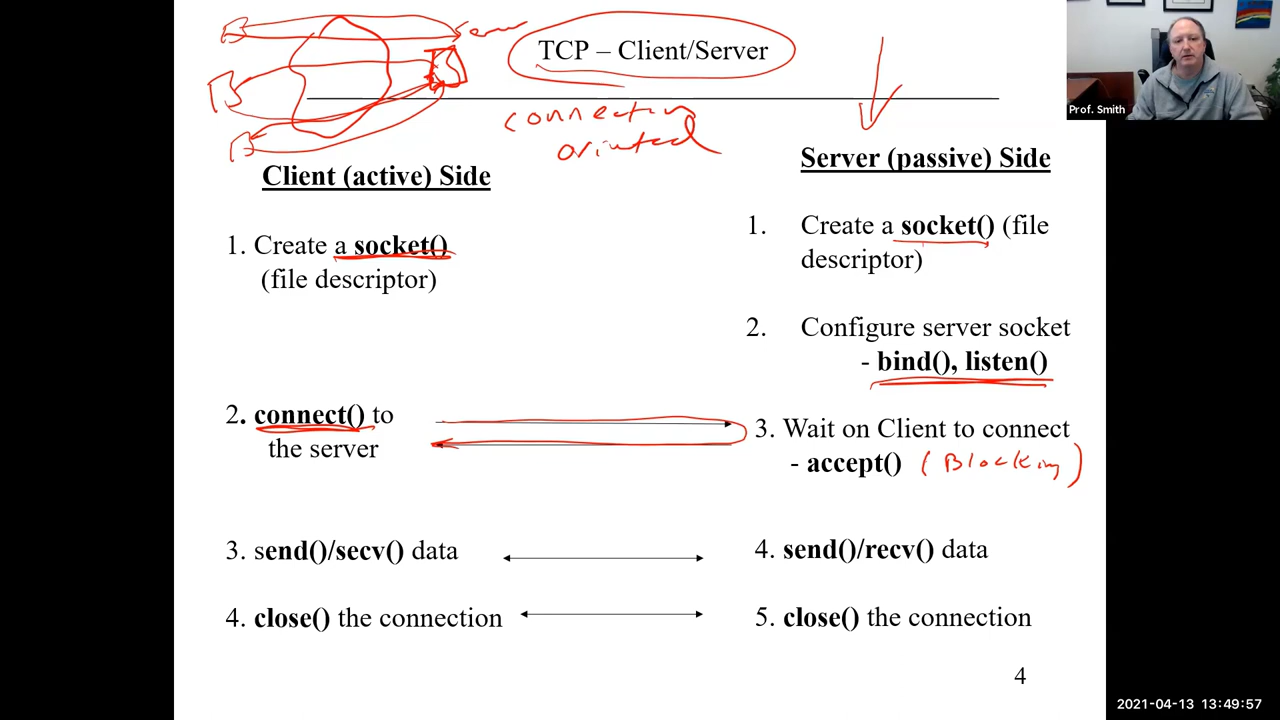 server
TCP – Client/Server
Prof. Smith
connection
oriented
Client (active) Side
Server (passive) Side
1. Create a socket()
(file descriptor)
1. Create a socket() (file
descriptor)
2. Configure server socket
- bind(), listen()
2. connect() to
the server
3. Wait on Client to connect
- accept() (Blocking)
3. send()/secv() data
4. send()/recv() data
4. close() the connection
5. close() the connection
4
2021-04-13 13:49:57